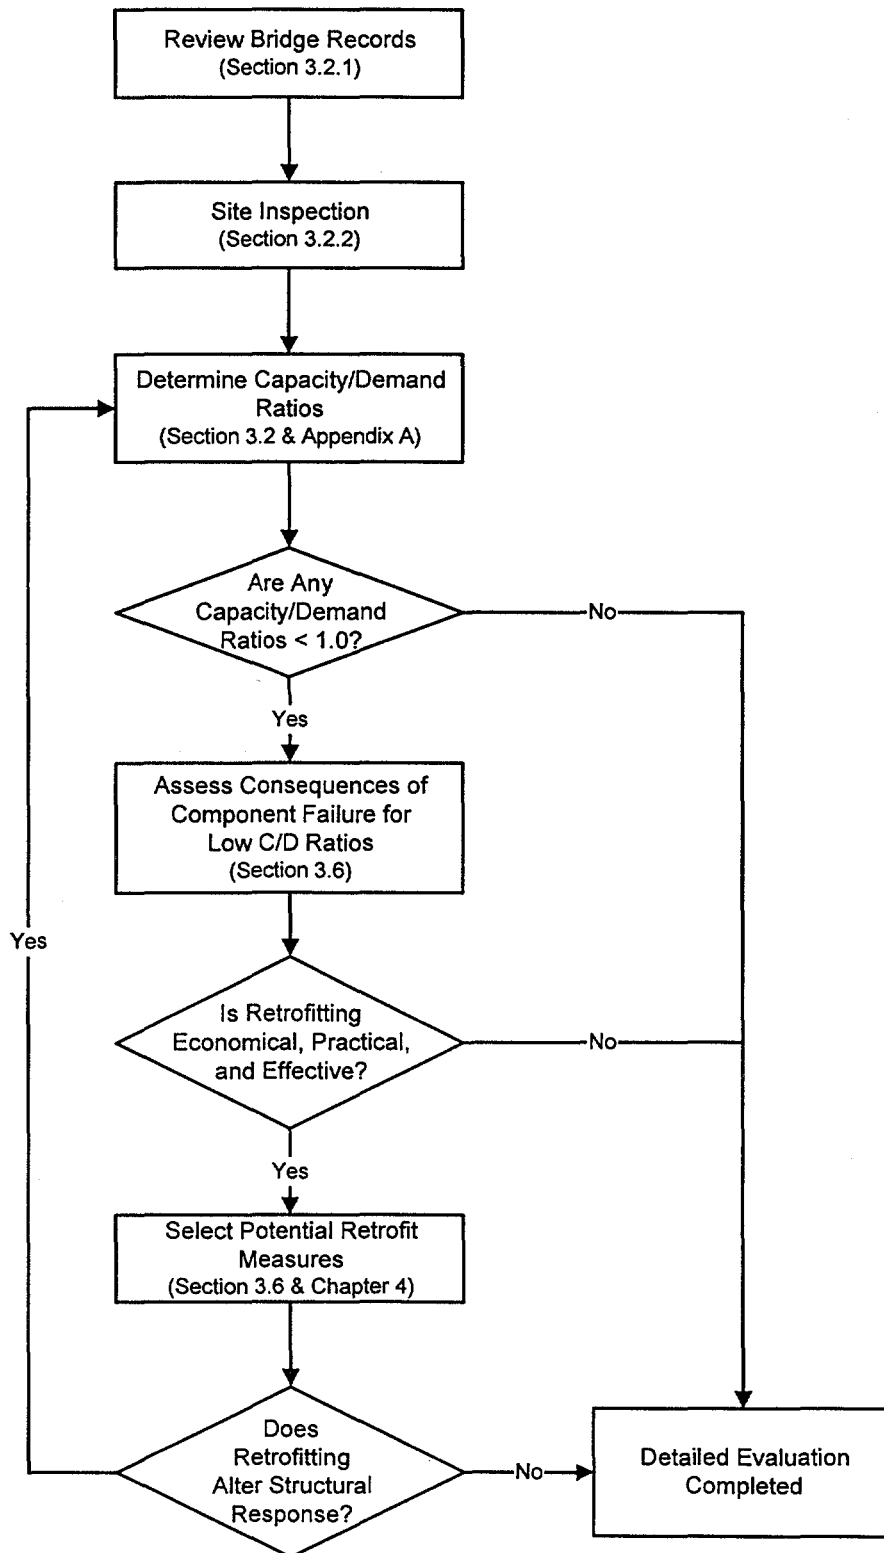 Review Bridge Records
(Section 3.2.1)
Site Inspection
(Section 3.2.2)
Determine Capacity/Demand
Ratios
(Section 3.2 & Appendix A)
Are Any
Capacity/Demand
Ratios < 1.0?
No
Yes
Assess Consequences of
Component Failure for
Low C/D Ratios
(Section 3.6)
Yes
Is Retrofitting
Economical, Practical,
and Effective?
No
Yes
Select Potential Retrofit
Measures
(Section 3.6 & Chapter 4)
Does
Retrofitting
Alter Structural
Response?
No
Detailed Evaluation
Completed